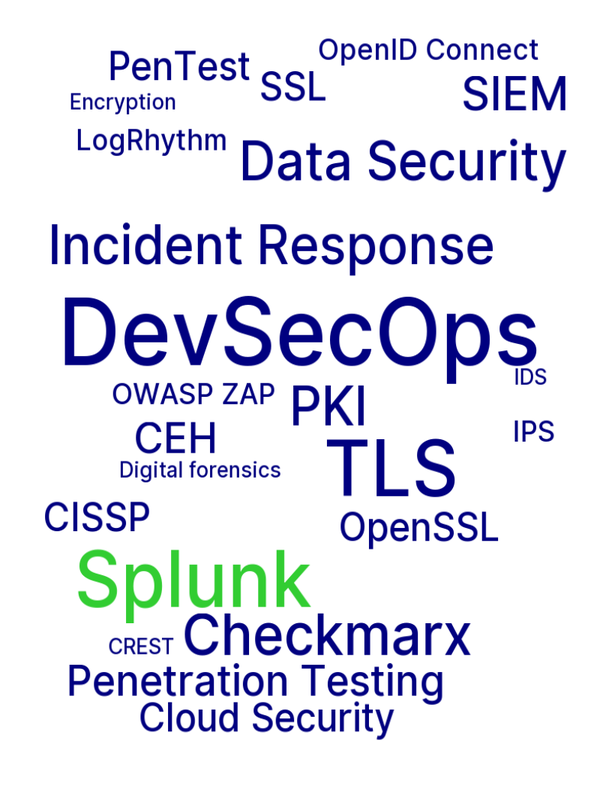 OpenID Connect
PenTest
SSL
SIEM
Encryption
LogRhythm
Data Security
Incident Response
DevSecOps
IDS
OWASP ZAP
PKI
IPS
CEH
TLS
Digital forensics
CISSP
OpenSSL
Splunk
Checkmarx
CREST
Penetration Testing
Cloud Security